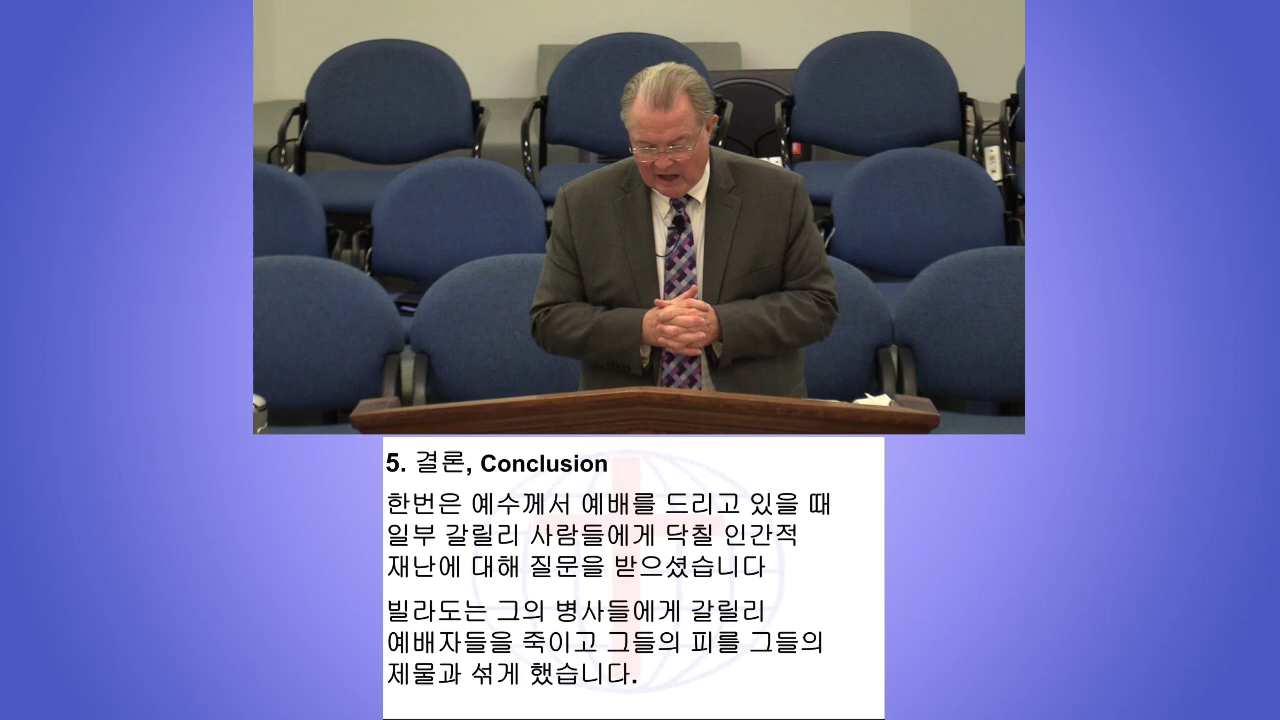 5. 결론, Conclusion
한번은 예수께서 예배를 드리고 있을 때
일부 갈릴리 사람들에게 닥칠 인간적
재난에 대해 질문을 받으셨습니다
빌라도는 그의 병사들에게 갈릴리
예배자들을 죽이고 그들의 피를 그들의
제물과 섞게 했습니다.